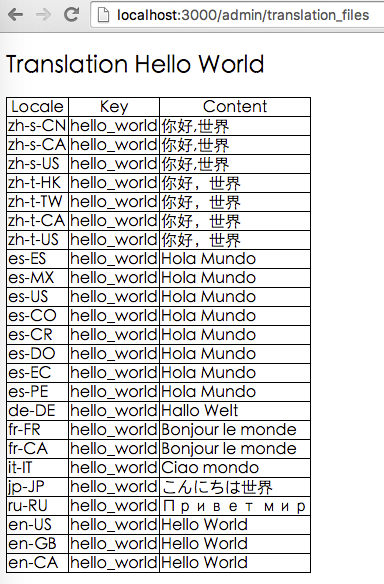 localhost:3000/admin/translation_files
Translation Hello World
Locale Key Content
zh-s-CN hello_world 你好,世界
zh-s-CA hello_world 你好,世界
zh-s-US hello_world 你好,世界
zh-t-HK hello_world 你好，世界
zh-t-TW hello_world 你好，世界
zh-t-CA hello_world 你好，世界
zh-t-US hello_world 你好，世界
es-ES hello_world Hola Mundo
es-MX hello_world Hola Mundo
es-US hello_world Hola Mundo
es-CO hello_world Hola Mundo
es-CR hello_world Hola Mundo
es-DO hello_world Hola Mundo
es-EC hello_world Hola Mundo
es-PE hello_world Hola Mundo
de-DE hello_world Hallo Welt
fr-FR hello_world Bonjour le monde
fr-CA hello_world Bonjour le monde
it-IT hello_world Ciao mondo
jp-JP hello_world こんにちは世界
ru-RU hello_world Привет мир
en-US hello_world Hello World
en-GB hello_world Hello World
en-CA hello_world Hello World